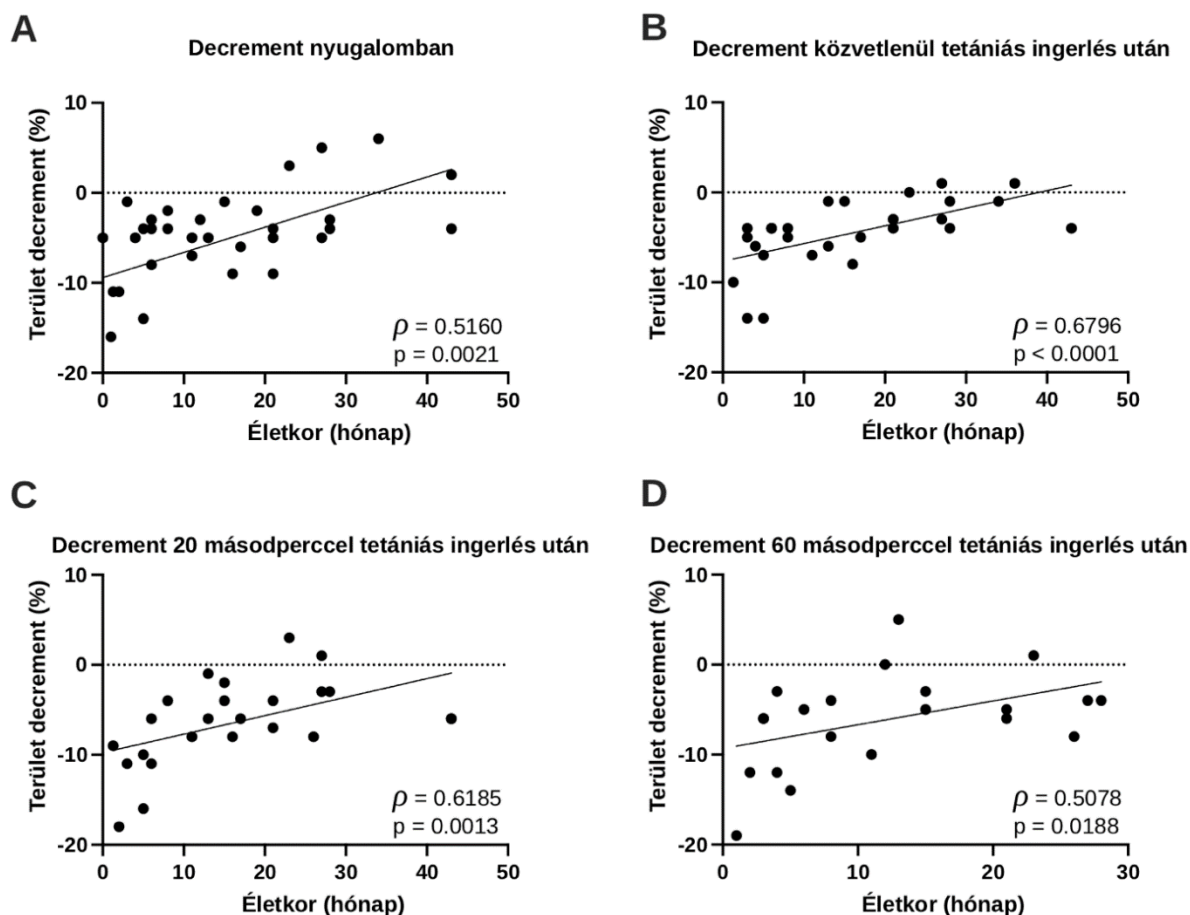 A
Decrement nyugalomban
Terület decrement (%)
10
0
-10
-20
0 10 20 30 40 50
Életkor (hónap)
ρ = 0.5160
p = 0.0021
B
Decrement közvetlenül tetániás ingerlés után
Terület decrement (%)
10
0
-10
-20
0 10 20 30 40 50
Életkor (hónap)
ρ = 0.6796
p < 0.0001
C
Decrement 20 másodperccel tetániás ingerlés után
Terület decrement (%)
10
0
-10
-20
0 10 20 30 40 50
Életkor (hónap)
ρ = 0.6185
p = 0.0013
D
Decrement 60 másodperccel tetániás ingerlés után
Terület decrement (%)
10
0
-10
-20
0 10 20 30
Életkor (hónap)
ρ = 0.5078
p = 0.0188